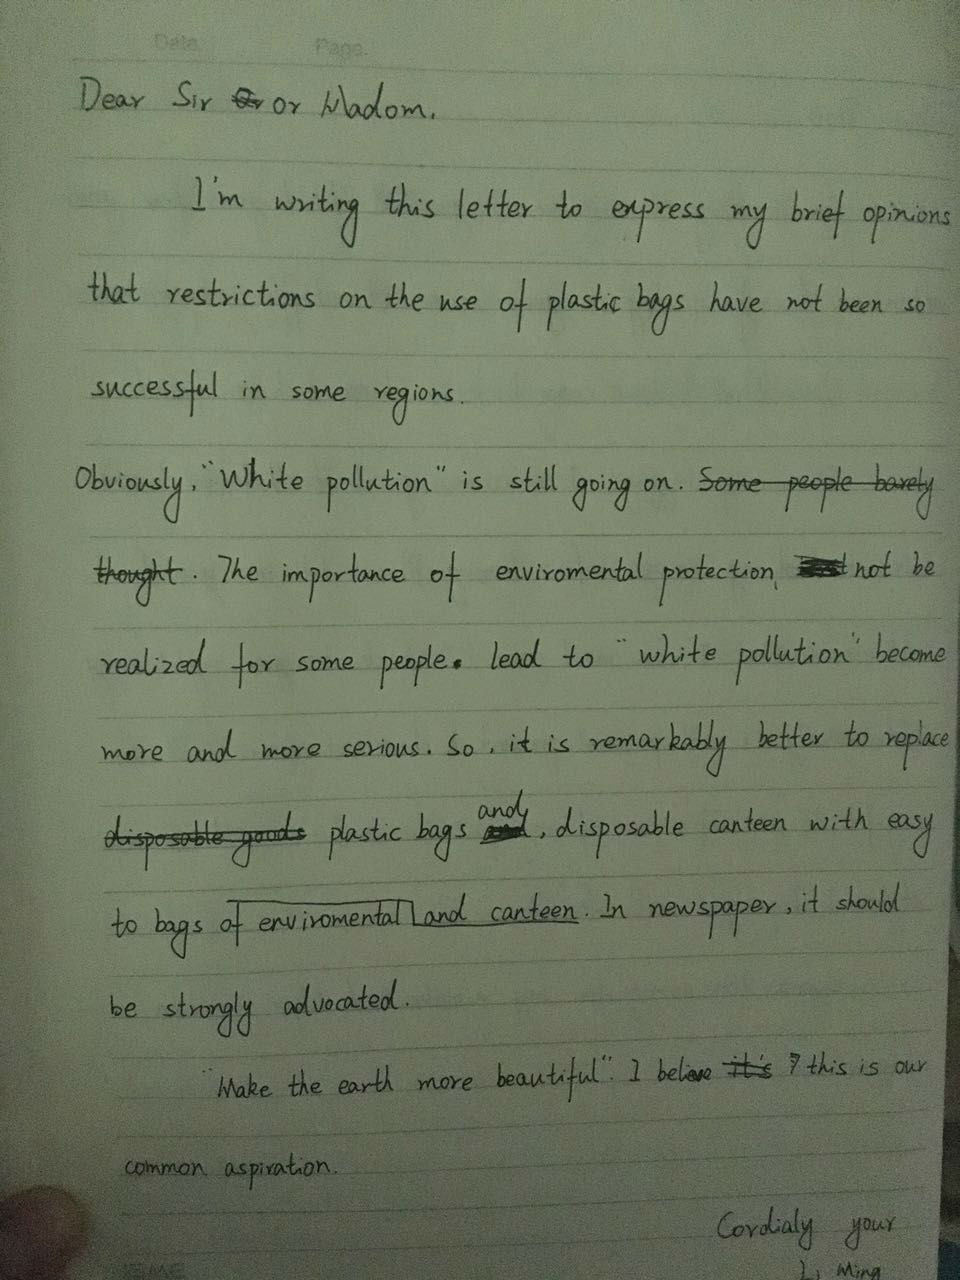 Date. Page.
Dear Sir or Madom,
I'm writing this letter to express my brief opinions
that restrictions on the use of plastic bags have not been so
successful in some regions.
Obviously, "White pollution" is still going on. Some people barely
thought. The importance of enviromental protection, not be
realized for some people. lead to "white pollution" become
more and more serious. So, it is remarkably better to replace
disposable goods plastic bags and, disposable canteen with easy
to bags of enviromental and canteen. In newspaper, it should
be strongly advocated.
"Make the earth more beautiful". I believe it's this is our
common aspiration.
Cordialy your
Li Ming